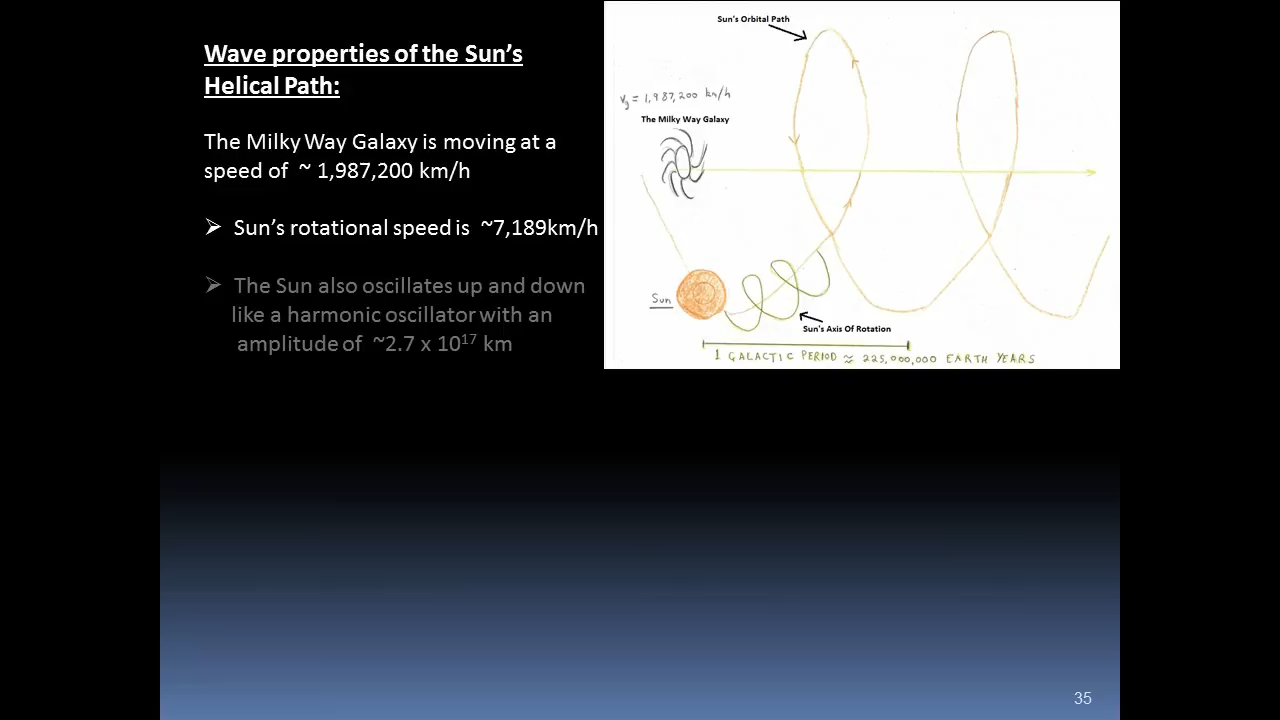 Wave properties of the Sun's
Helical Path:
The Milky Way Galaxy is moving at a
speed of ~ 1,987,200 km/h
➢ Sun's rotational speed is ~7,189km/h
➢ The Sun also oscillates up and down
like a harmonic oscillator with an
amplitude of ~2.7 x 10¹⁷ km
Sun's Orbital Path
Vg = 1,987,200 km/h
The Milky Way Galaxy
Sun
Sun's Axis Of Rotation
1 GALACTIC PERIOD ≈ 225,000,000 EARTH YEARS
35